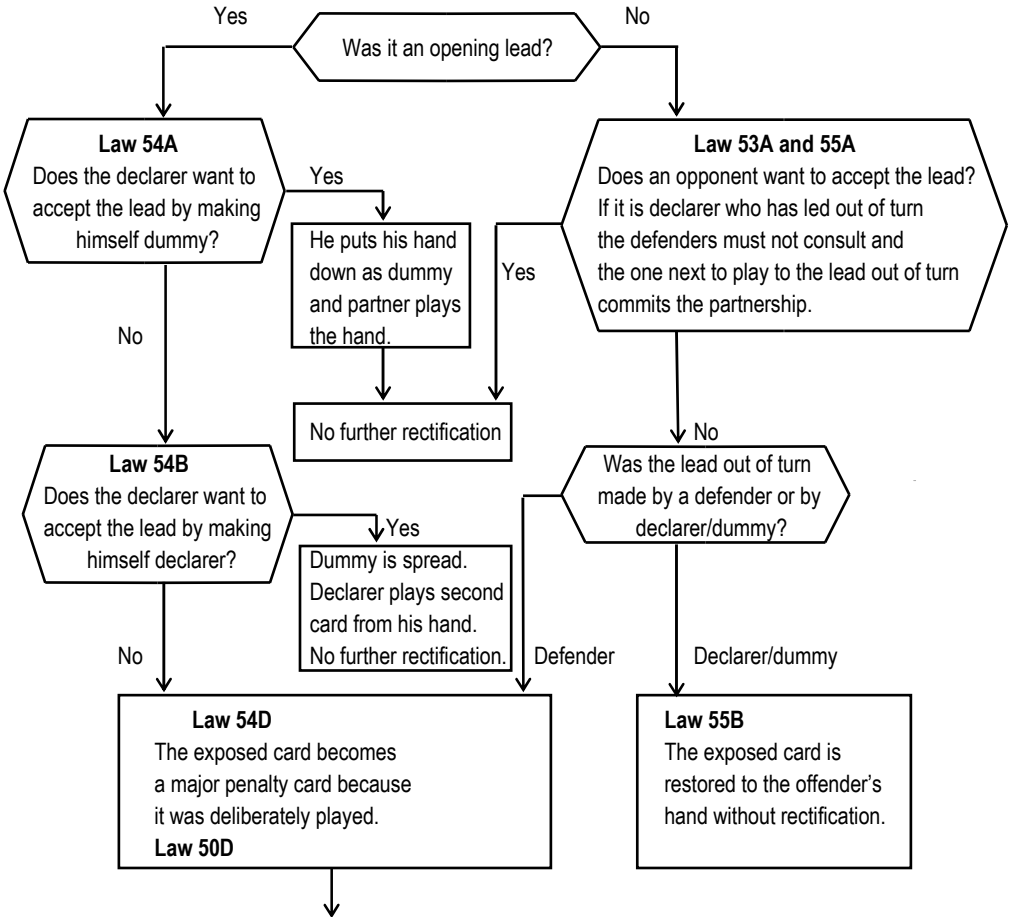 Yes
No
Was it an opening lead?
Law 54A
Does the declarer want to
accept the lead by making
himself dummy?
Yes
He puts his hand
down as dummy
and partner plays
the hand.
Law 53A and 55A
Does an opponent want to accept the lead?
If it is declarer who has led out of turn
the defenders must not consult and
the one next to play to the lead out of turn
commits the partnership.
Yes
No
No further rectification
No
Law 54B
Does the declarer want to
accept the lead by making
himself declarer?
Yes
Dummy is spread.
Declarer plays second
card from his hand.
No further rectification.
Was the lead out of turn
made by a defender or by
declarer/dummy?
No
Defender
Declarer/dummy
Law 54D
The exposed card becomes
a major penalty card because
it was deliberately played.
Law 50D
Law 55B
The exposed card is
restored to the offender's
hand without rectification.